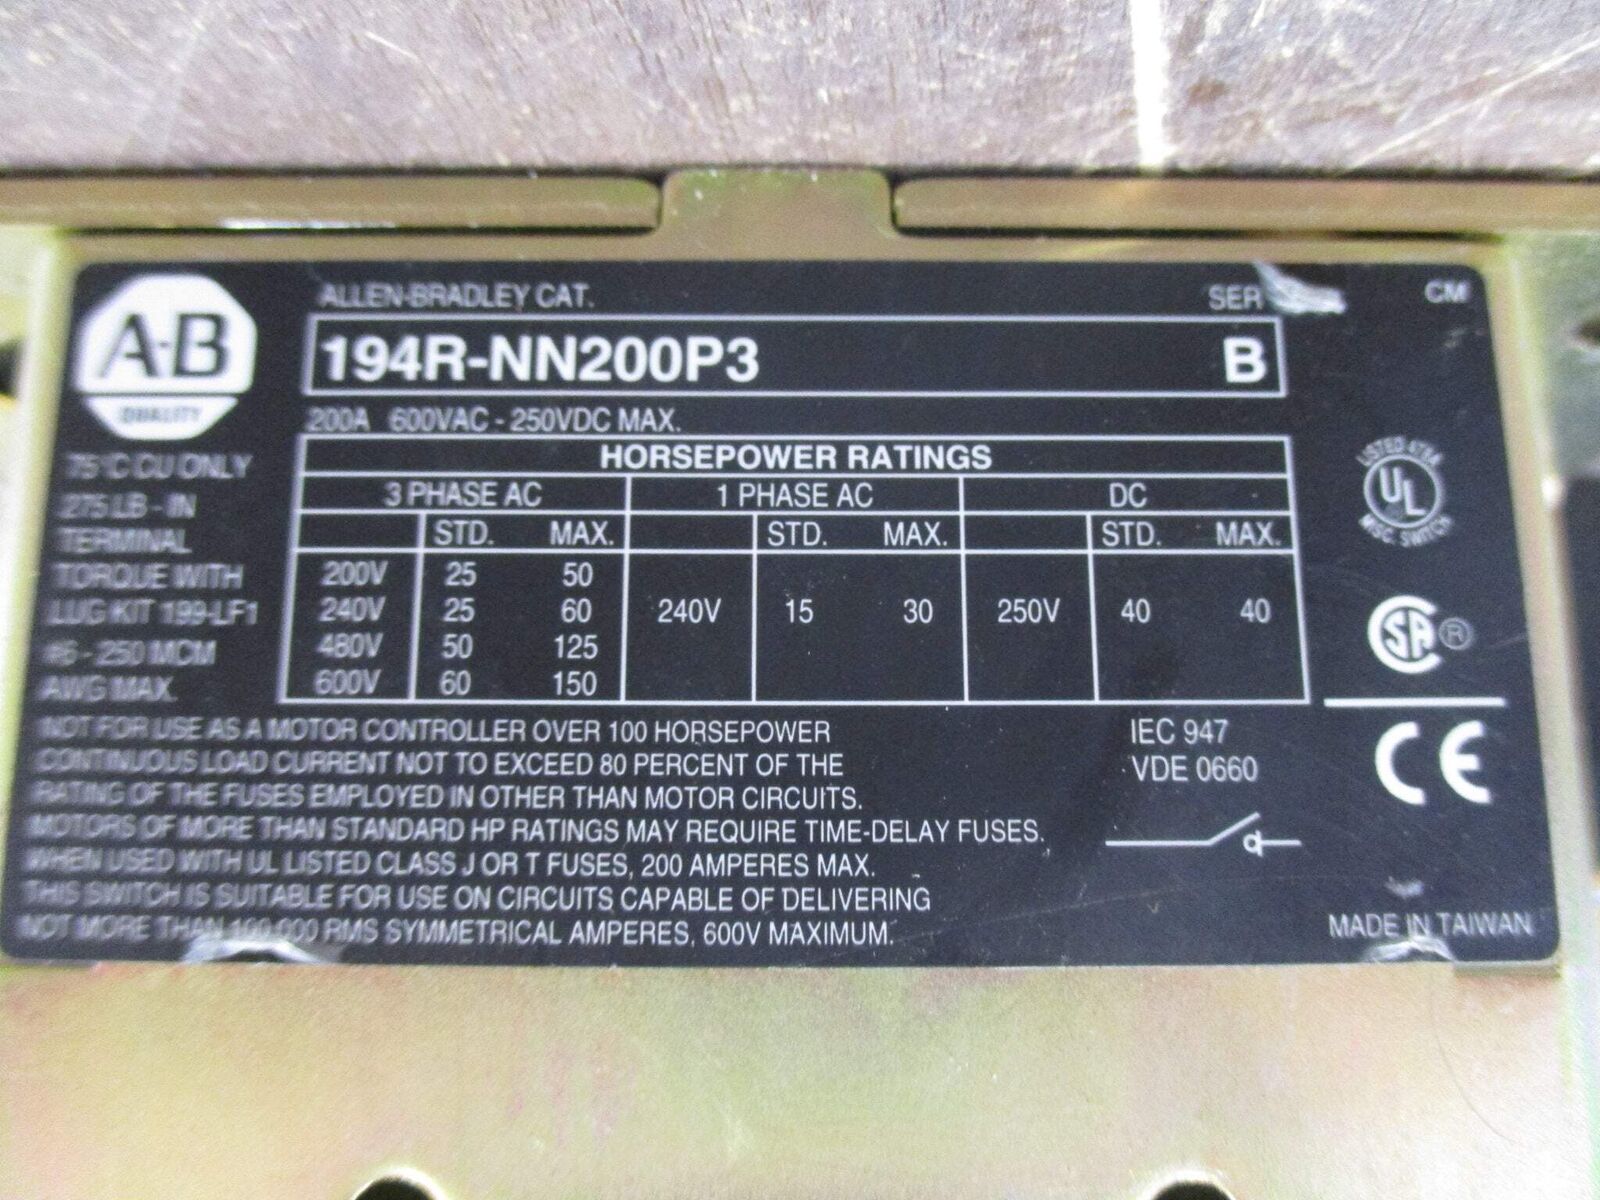 A-B
QUALITY
ALLEN-BRADLEY CAT.
SER
CM
194R-NN200P3
B
200A 600VAC - 250VDC MAX.
75°C CU ONLY
275 LB - IN
TERMINAL
TORQUE WITH
LUG KIT 199-LF1
#6 - 250 MCM
AWG MAX.
HORSEPOWER RATINGS
3 PHASE AC 1 PHASE AC DC
STD. MAX. STD. MAX. STD. MAX.
200V 25 50
240V 25 60 240V 15 30 250V 40 40
480V 50 125
600V 60 150
LISTED 47YA
UL
MISC. SWITCH
SA ®
CE
NOT FOR USE AS A MOTOR CONTROLLER OVER 100 HORSEPOWER
CONTINUOUS LOAD CURRENT NOT TO EXCEED 80 PERCENT OF THE
RATING OF THE FUSES EMPLOYED IN OTHER THAN MOTOR CIRCUITS.
MOTORS OF MORE THAN STANDARD HP RATINGS MAY REQUIRE TIME-DELAY FUSES.
WHEN USED WITH UL LISTED CLASS J OR T FUSES, 200 AMPERES MAX.
THIS SWITCH IS SUITABLE FOR USE ON CIRCUITS CAPABLE OF DELIVERING
NOT MORE THAN 100,000 RMS SYMMETRICAL AMPERES, 600V MAXIMUM.
IEC 947
VDE 0660
MADE IN TAIWAN